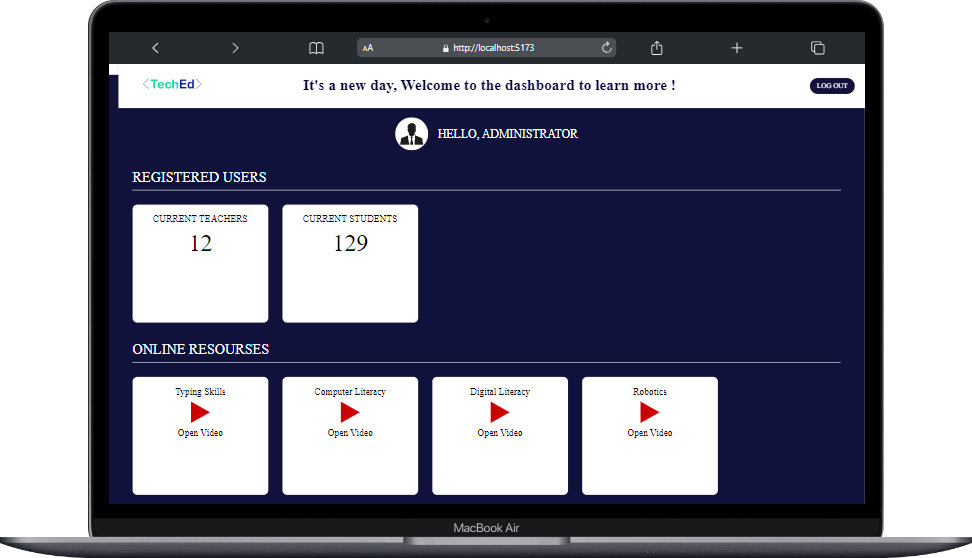 AA http://localhost:5173
<TechEd> It's a new day, Welcome to the dashboard to learn more ! LOG OUT
HELLO, ADMINISTRATOR
REGISTERED USERS
CURRENT TEACHERS CURRENT STUDENTS
12 129
ONLINE RESOURSES
Typing Skills Computer Literacy Digital Literacy Robotics
Open Video Open Video Open Video Open Video
MacBook Air